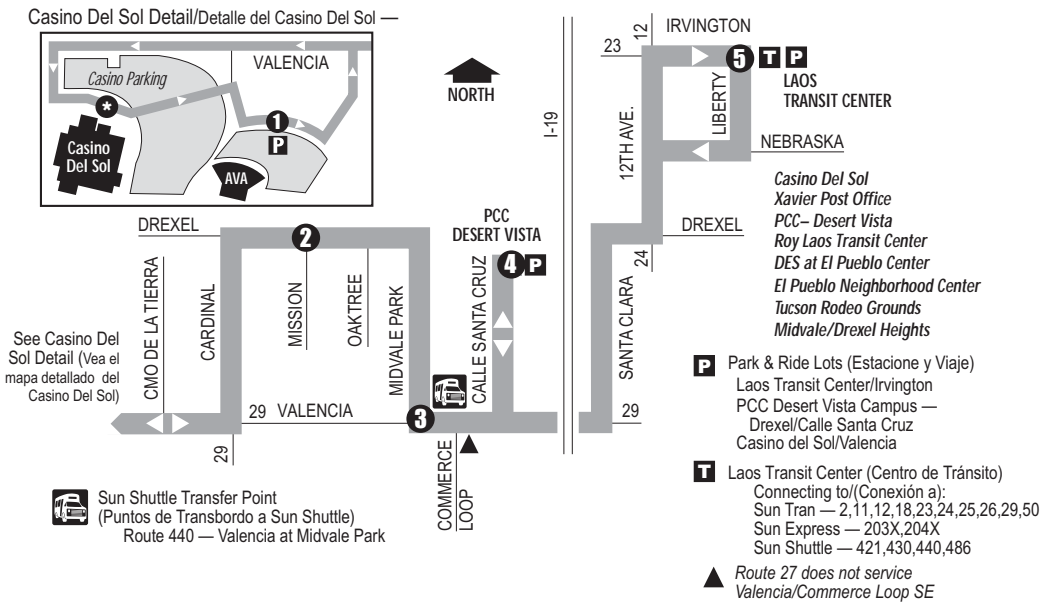 Casino Del Sol Detail/Detalle del Casino Del Sol —
VALENCIA
Casino Parking
*
1
P
Casino
Del Sol
AVA
NORTH
I-19
12
IRVINGTON
23
5 T P
LAOS
TRANSIT CENTER
12TH AVE.
LIBERTY
NEBRASKA
DREXEL
24
SANTA CLARA
29
Casino Del Sol
Xavier Post Office
PCC– Desert Vista
Roy Laos Transit Center
DES at El Pueblo Center
El Pueblo Neighborhood Center
Tucson Rodeo Grounds
Midvale/Drexel Heights
DREXEL
2
PCC
DESERT VISTA
4 P
CMO DE LA TIERRA
CARDINAL
MISSION
OAKTREE
MIDVALE PARK
CALLE SANTA CRUZ
See Casino Del
Sol Detail (Vea el
mapa detallado del
Casino Del Sol)
29 VALENCIA
3
29
COMMERCE
LOOP
Sun Shuttle Transfer Point
(Puntos de Transbordo a Sun Shuttle)
Route 440 — Valencia at Midvale Park
P Park & Ride Lots (Estacione y Viaje)
Laos Transit Center/Irvington
PCC Desert Vista Campus —
Drexel/Calle Santa Cruz
Casino del Sol/Valencia
T Laos Transit Center (Centro de Tránsito)
Connecting to/(Conexión a):
Sun Tran — 2,11,12,18,23,24,25,26,29,50
Sun Express — 203X,204X
Sun Shuttle — 421,430,440,486
Route 27 does not service
Valencia/Commerce Loop SE